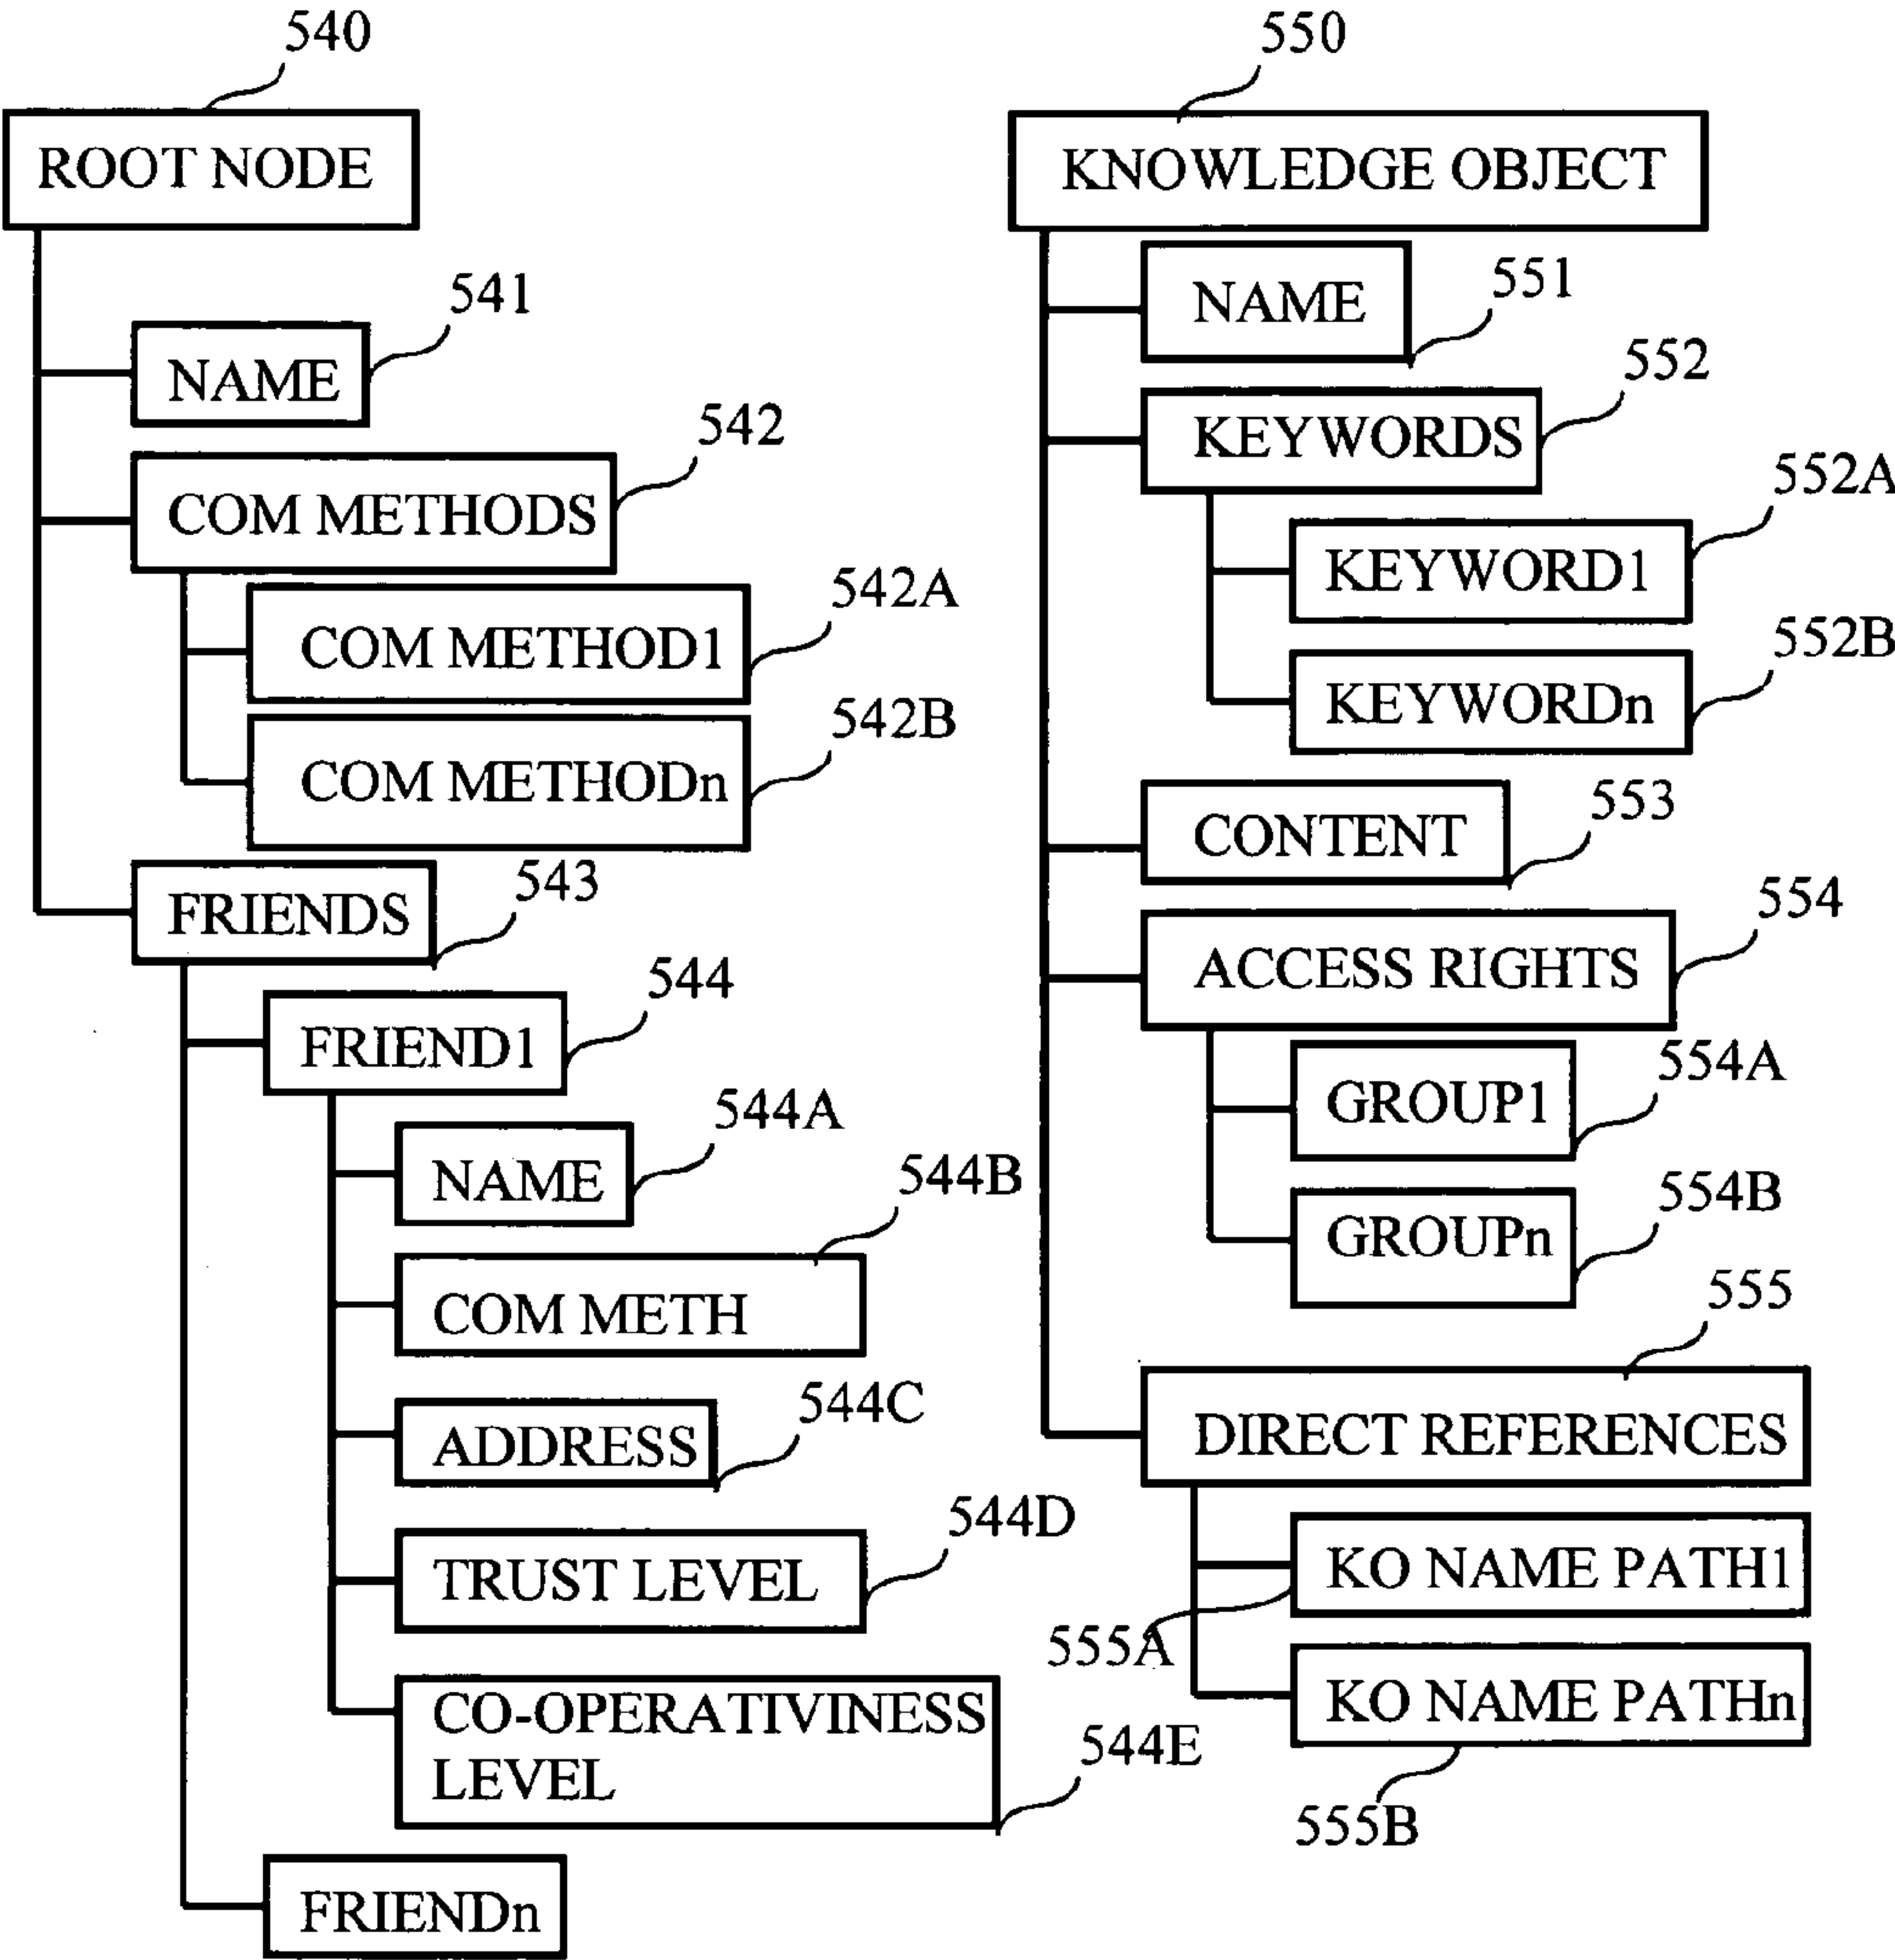 540
ROOT NODE
541
NAME
542
COM METHODS
542A
COM METHOD1
542B
COM METHODn
543
FRIENDS
544
FRIEND1
544A
NAME
544B
COM METH
544C
ADDRESS
544D
TRUST LEVEL
CO-OPERATIVINESS
LEVEL
544E
FRIENDn
550
KNOWLEDGE OBJECT
551
NAME
552
KEYWORDS
552A
KEYWORD1
552B
KEYWORDn
553
CONTENT
554
ACCESS RIGHTS
554A
GROUP1
554B
GROUPn
555
DIRECT REFERENCES
KO NAME PATH1
555A
KO NAME PATHn
555B